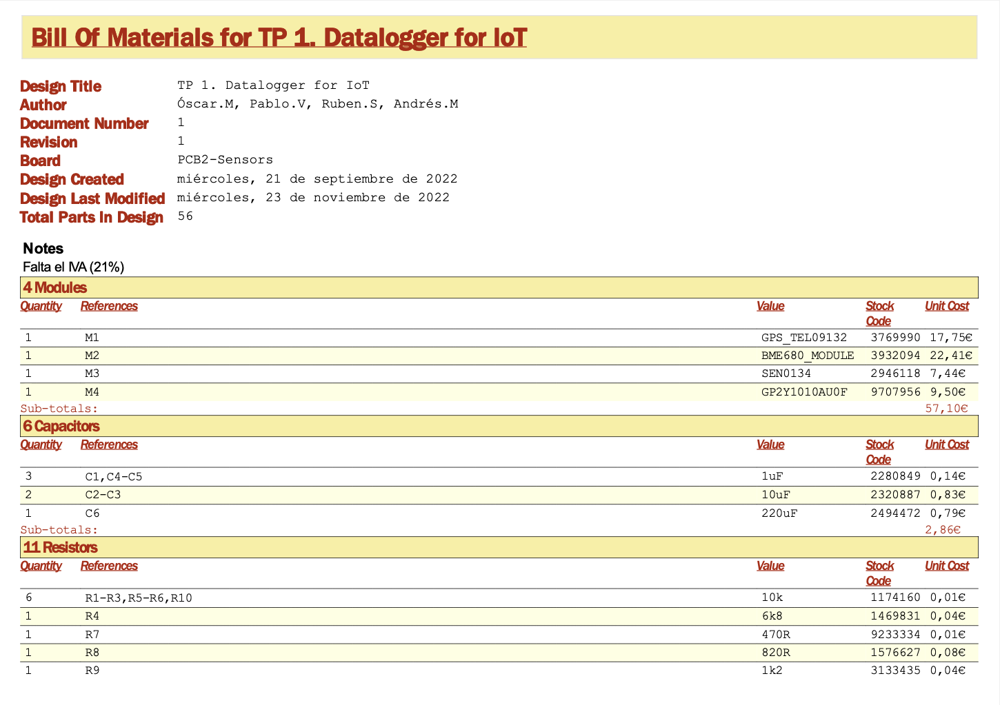 Bill Of Materials for TP 1. Datalogger for IoT
Design Title TP 1. Datalogger for IoT
Author Óscar.M, Pablo.V, Ruben.S, Andrés.M
Document Number 1
Revision 1
Board PCB2-Sensors
Design Created miércoles, 21 de septiembre de 2022
Design Last Modified miércoles, 23 de noviembre de 2022
Total Parts In Design 56
Notes
Falta el IVA (21%)
4 Modules
Quantity References Value Stock Code Unit Cost
1 M1 GPS_TEL09132 3769990 17,75€
1 M2 BME680_MODULE 3932094 22,41€
1 M3 SEN0134 2946118 7,44€
1 M4 GP2Y1010AU0F 9707956 9,50€
Sub-totals: 57,10€
6 Capacitors
Quantity References Value Stock Code Unit Cost
3 C1,C4-C5 1uF 2280849 0,14€
2 C2-C3 10uF 2320887 0,83€
1 C6 220uF 2494472 0,79€
Sub-totals: 2,86€
11 Resistors
Quantity References Value Stock Code Unit Cost
6 R1-R3,R5-R6,R10 10k 1174160 0,01€
1 R4 6k8 1469831 0,04€
1 R7 470R 9233334 0,01€
1 R8 820R 1576627 0,08€
1 R9 1k2 3133435 0,04€